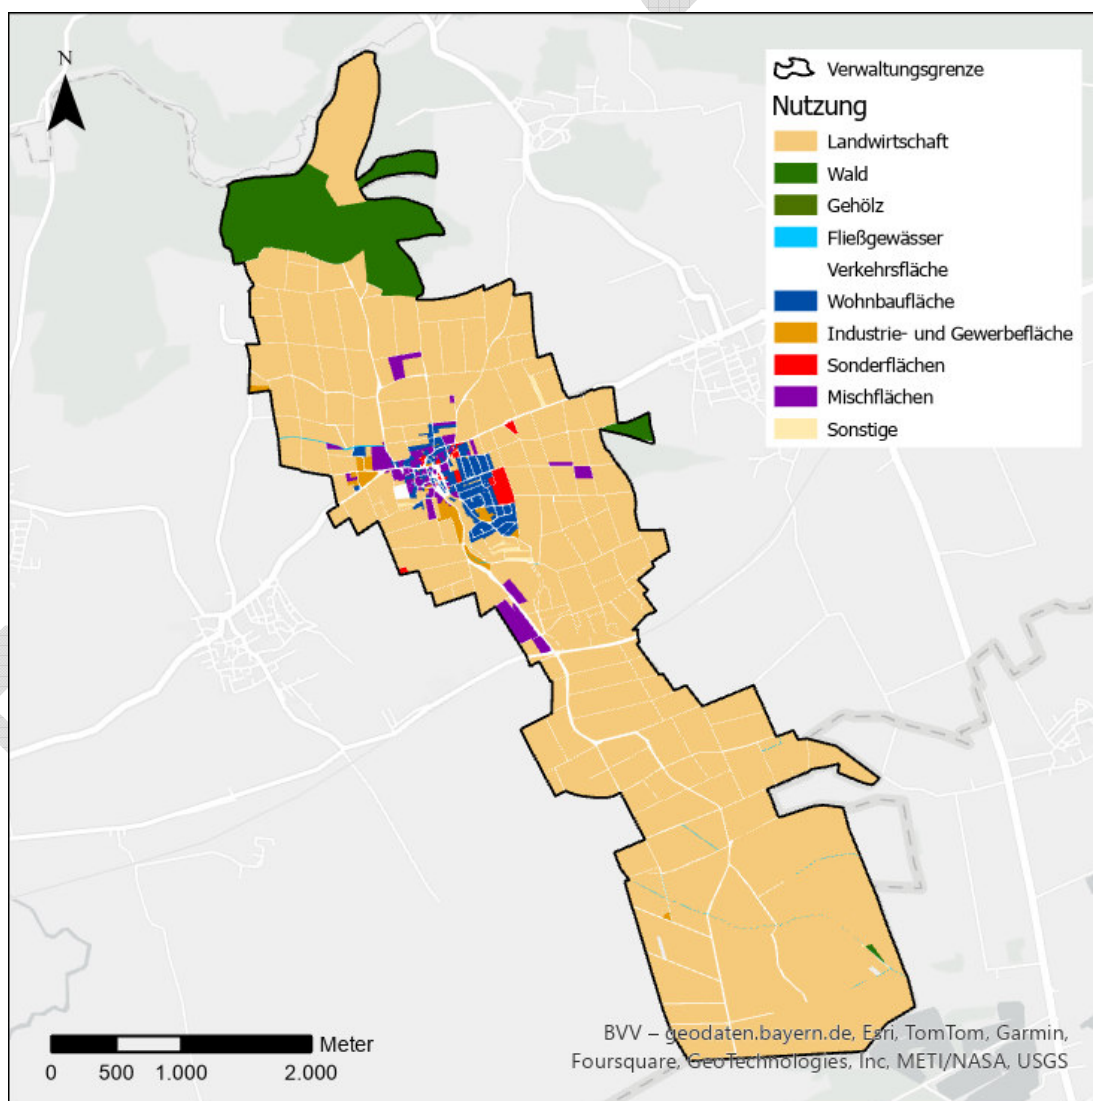 N
Verwaltungsgrenze
Nutzung
Landwirtschaft
Wald
Gehölz
Fließgewässer
Verkehrsfläche
Wohnbaufläche
Industrie- und Gewerbefläche
Sonderflächen
Mischflächen
Sonstige
Meter
0 500 1.000 2.000
BVV – geodaten.bayern.de, Esri, TomTom, Garmin,
Foursquare, GeoTechnologies, Inc, METI/NASA, USGS